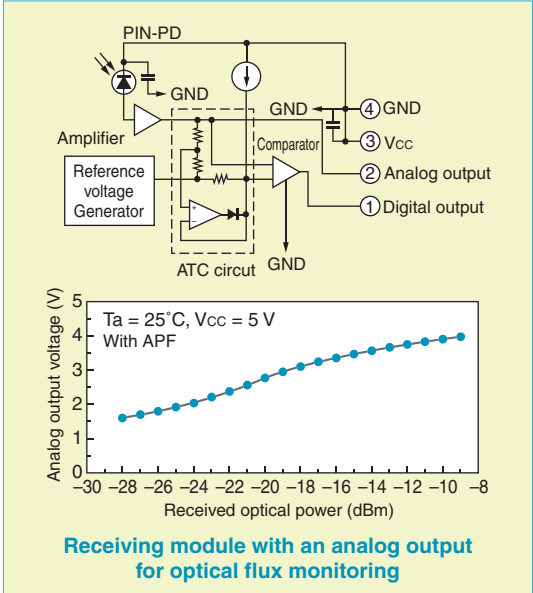 PIN-PD
GND
Amplifier
Reference
voltage
Generator
+
−
ATC circut
Comparator
GND
GND
④ GND
③ VCC
② Analog output
① Digital output
Analog output voltage (V)
5
4
3
2
1
0
Ta = 25˚C, VCC = 5 V
With APF
–30 –28 –26 –24 –22 –20 –18 –16 –14 –12 –10 –8
Received optical power (dBm)
Receiving module with an analog output
for optical flux monitoring